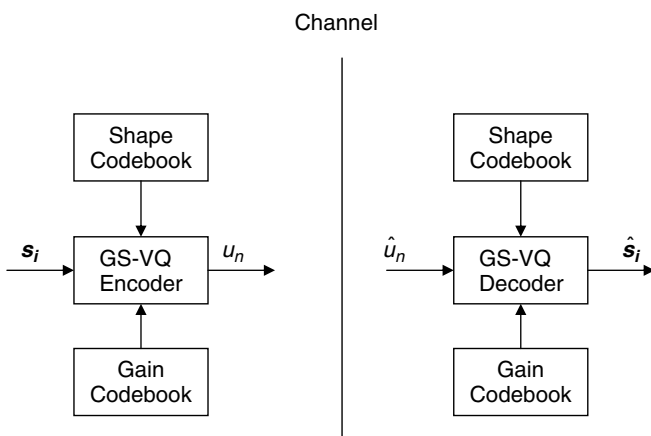 Channel
Shape
Codebook
Shape
Codebook
s_i
GS-VQ
Encoder
u_n
û_n
GS-VQ
Decoder
ŝ_i
Gain
Codebook
Gain
Codebook